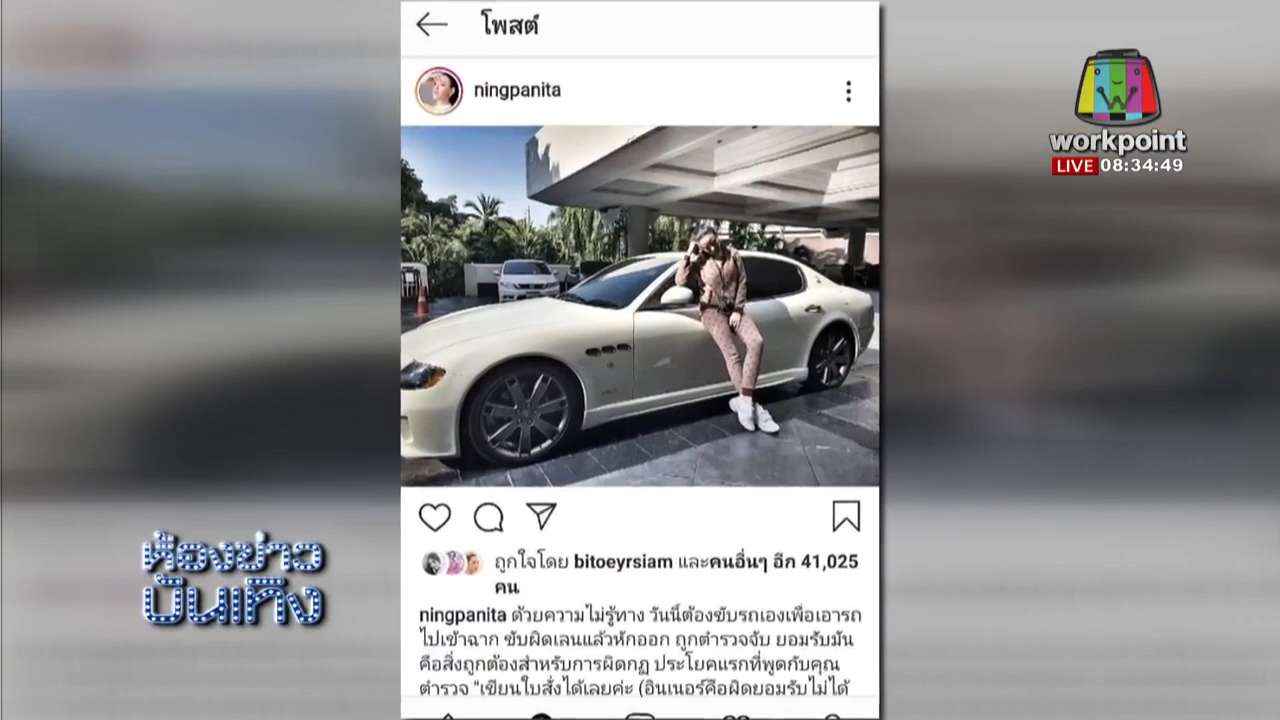 โพสต์
ningpanita
workpoint
LIVE 08:34:49
ถูกใจโดย bitoeyrsiam และคนอื่นๆ อีก 41,025
คน
ningpanita ด้วยความไม่รู้ทาง วันนี้ต้องขับรถเองเพื่อเอารถ
ไปเข้าฉาก ขับผิดเลนแล้วหักออก ถูกตำรวจจับ ยอมรับมัน
คือสิ่งถูกต้องสำหรับการผิดกฎ ประโยคแรกที่พูดกับคุณ
ตำรวจ "เขียนใบสั่งได้เลยค่ะ (อินเนอร์คือผิดยอมรับไม่ได้
ห้องข่าว
บันเทิง